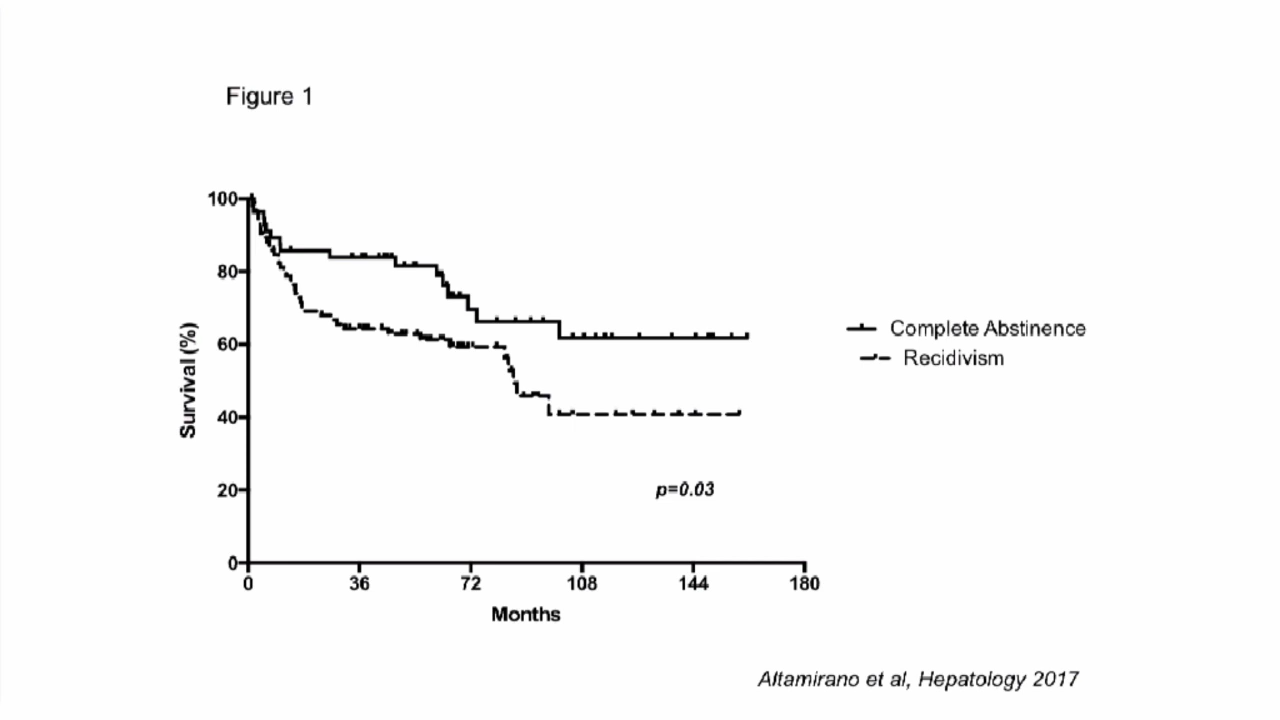 Figure 1
100
80
60
40
20
0
Survival (%)
0 36 72 108 144 180
Months
p=0.03
Complete Abstinence
Recidivism
Altamirano et al, Hepatology 2017